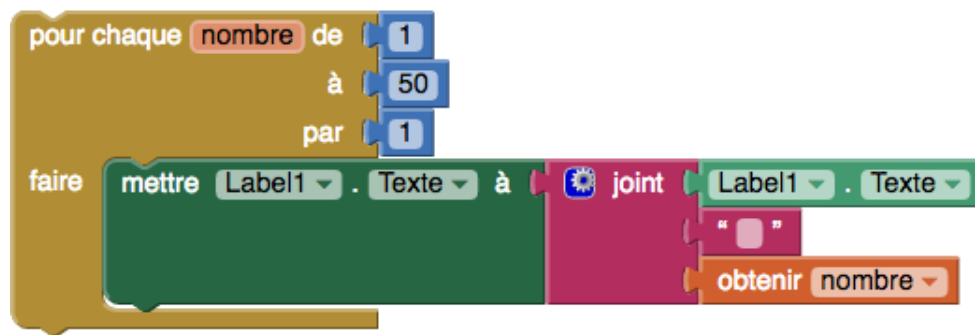 pour chaque nombre de 1
à 50
par 1
faire mettre Label1 . Texte à joint Label1 . Texte
“ ”
obtenir nombre